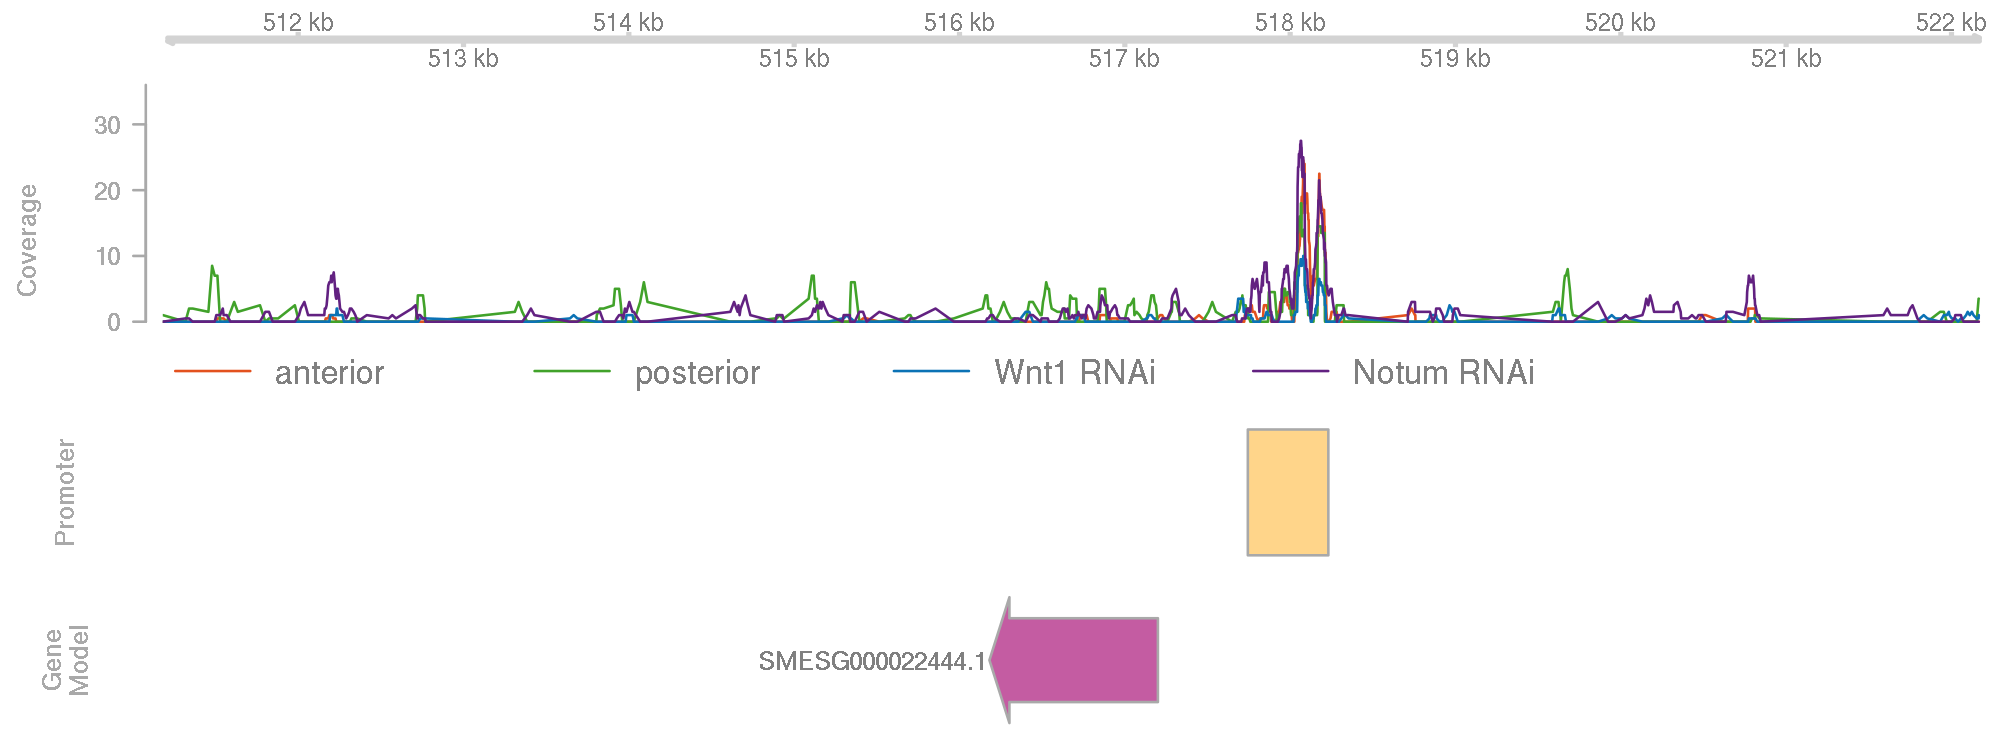 512 kb 514 kb 516 kb 518 kb 520 kb 522 kb
513 kb 515 kb 517 kb 519 kb 521 kb
Coverage
30
20
10
0
anterior posterior Wnt1 RNAi Notum RNAi
Promoter
Gene
Model
SMESG000022444.1